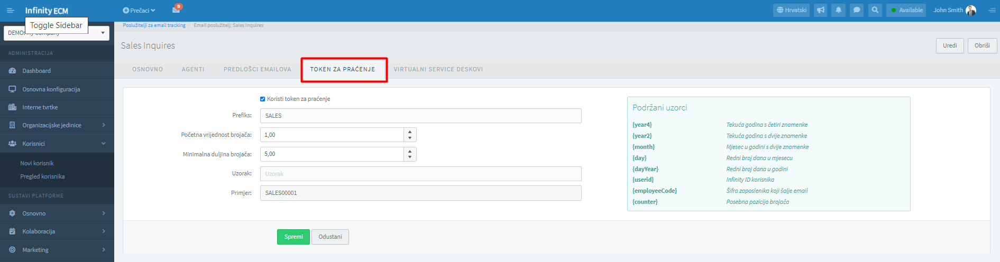 Infinity ECM
Prečaci
9
Hrvatski
Available
John Smith
Toggle Sidebar
DEMO: My Company
ADMINISTRACIJA
Dashboard
Osnovna konfiguracija
Interne tvrtke
Organizacijske jedinice
Korisnici
Novi korisnik
Pregled korisnika
SUSTAVI PLATFORME
Osnovno
Kolaboracija
Marketing
Poslužitelji za email tracking / Email poslužitelj: Sales Inquires
Sales Inquires
Uredi
Obriši
OSNOVNO
AGENTI
PREDLOŠCI EMAILOVA
TOKEN ZA PRAĆENJE
VIRTUALNI SERVICE DESKOVI
Koristi token za praćenje
Prefiks: SALES
Početna vrijednost brojača: 1,00
Minimalna duljina brojača: 5,00
Uzorak: Uzorak
Primjer: SALES00001
Spremi
Odustani
Podržani uzorci
{year4} Tekuća godina s četiri znamenke
{year2} Tekuća godina s dvije znamenke
{month} Mjesec u godini s dvije znamenke
{day} Redni broj dana u mjesecu
{dayYear} Redni broj dana u godini
{userid} Infinity ID korisnika
{employeeCode} Šifra zaposlenika koji šalje email
{counter} Posebna pozicija brojača